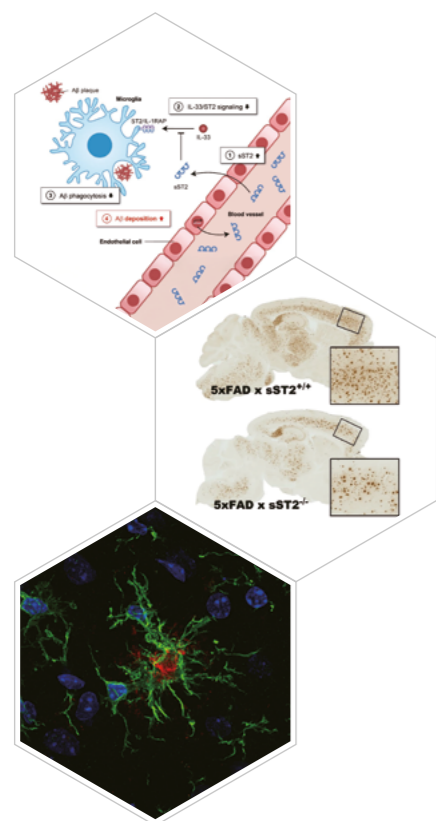 Aβ plaque
Microglia
② IL-33/ST2 signaling ⬇
ST2/IL-1RAP
IL-33
① sST2 ⬆
sST2
③ Aβ phagocytosis ⬇
④ Aβ deposition ⬆
Blood vessel
Endothelial cell
5xFAD x sST2+/+
5xFAD x sST2-/-